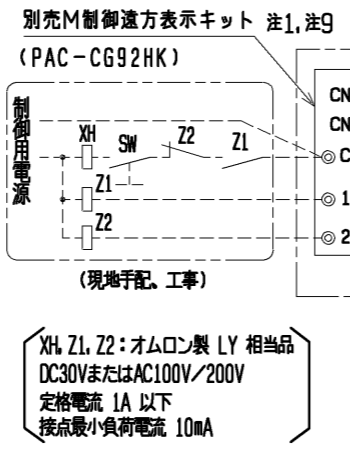 別売M制御遠方表示キット 注1,注9
(PAC-CG92HK)
制御用電源
XH
SW
Z2
Z1
CN
CN
C
Z1
1
Z2
2
(現地手配、工事)
XH, Z1, Z2:オムロン製 LY 相当品
DC30VまたはAC100V/200V
定格電流 1A 以下
接点最小負荷電流 10mA